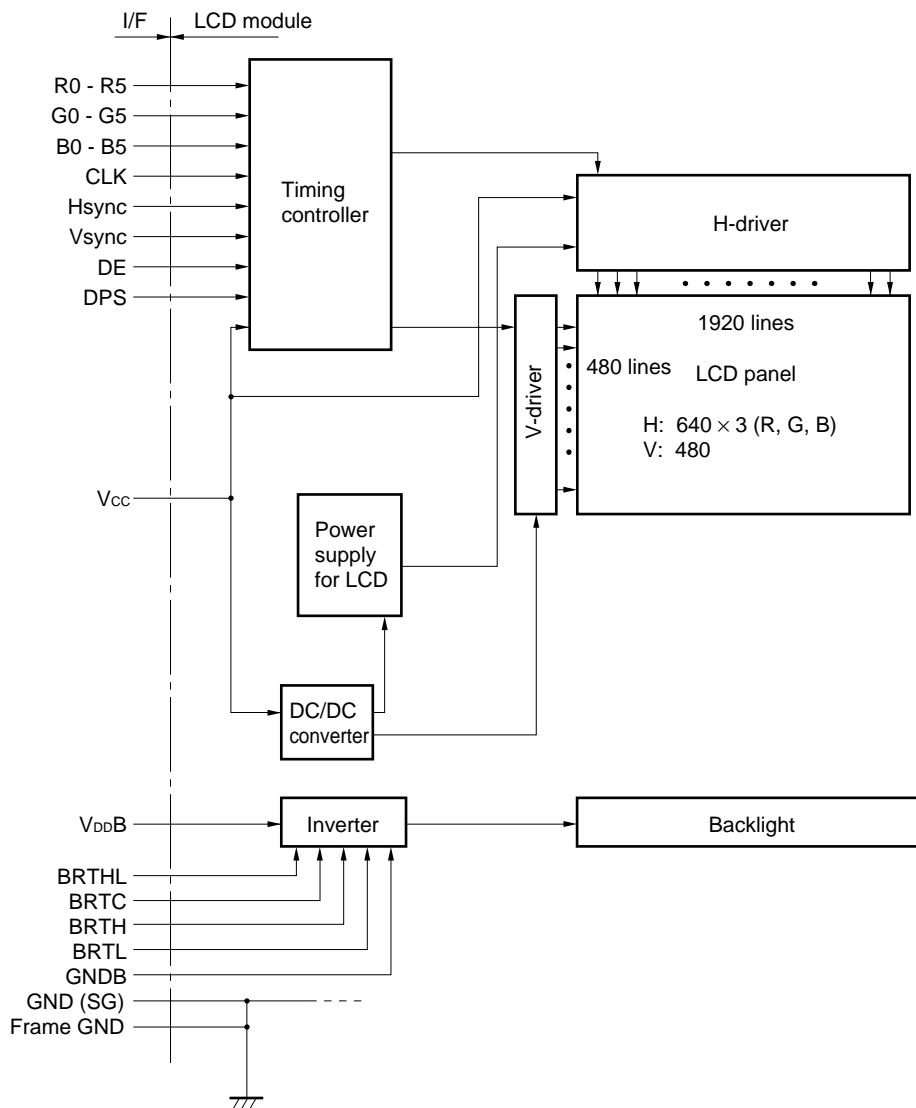 I/F LCD module
R0 - R5
G0 - G5
B0 - B5
CLK
Hsync
Vsync
DE
DPS
Timing
controller
H-driver
V-driver
1920 lines
480 lines
LCD panel
H: 640 × 3 (R, G, B)
V: 480
VCC
Power
supply
for LCD
DC/DC
converter
VDDB
Inverter
Backlight
BRTHL
BRTC
BRTH
BRTL
GNDB
GND (SG)
Frame GND